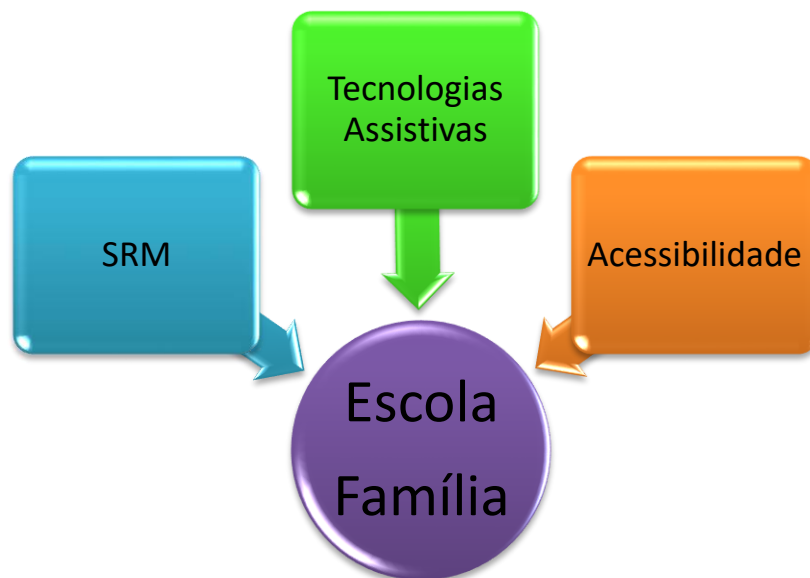 Tecnologias
Assistivas
SRM
Acessibilidade
Escola
Família